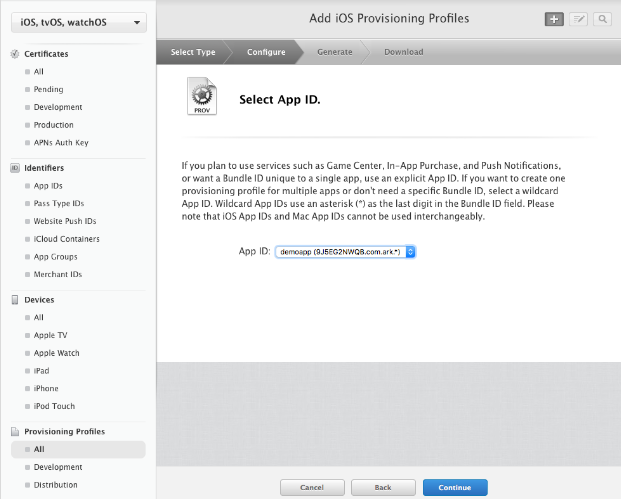 iOS, tvOS, watchOS
Certificates
All
Pending
Development
Production
APNs Auth Key
Identifiers
App IDs
Pass Type IDs
Website Push IDs
iCloud Containers
App Groups
Merchant IDs
Devices
All
Apple TV
Apple Watch
iPad
iPhone
iPod Touch
Provisioning Profiles
All
Development
Distribution
Add iOS Provisioning Profiles
Select Type Configure Generate Download
PROV
Select App ID.
If you plan to use services such as Game Center, In-App Purchase, and Push Notifications,
or want a Bundle ID unique to a single app, use an explicit App ID. If you want to create one
provisioning profile for multiple apps or don't need a specific Bundle ID, select a wildcard
App ID. Wildcard App IDs use an asterisk (*) as the last digit in the Bundle ID field. Please
note that iOS App IDs and Mac App IDs cannot be used interchangeably.
App ID: demoapp (9J5EG2NWQB.com.ark.*)
Cancel Back Continue